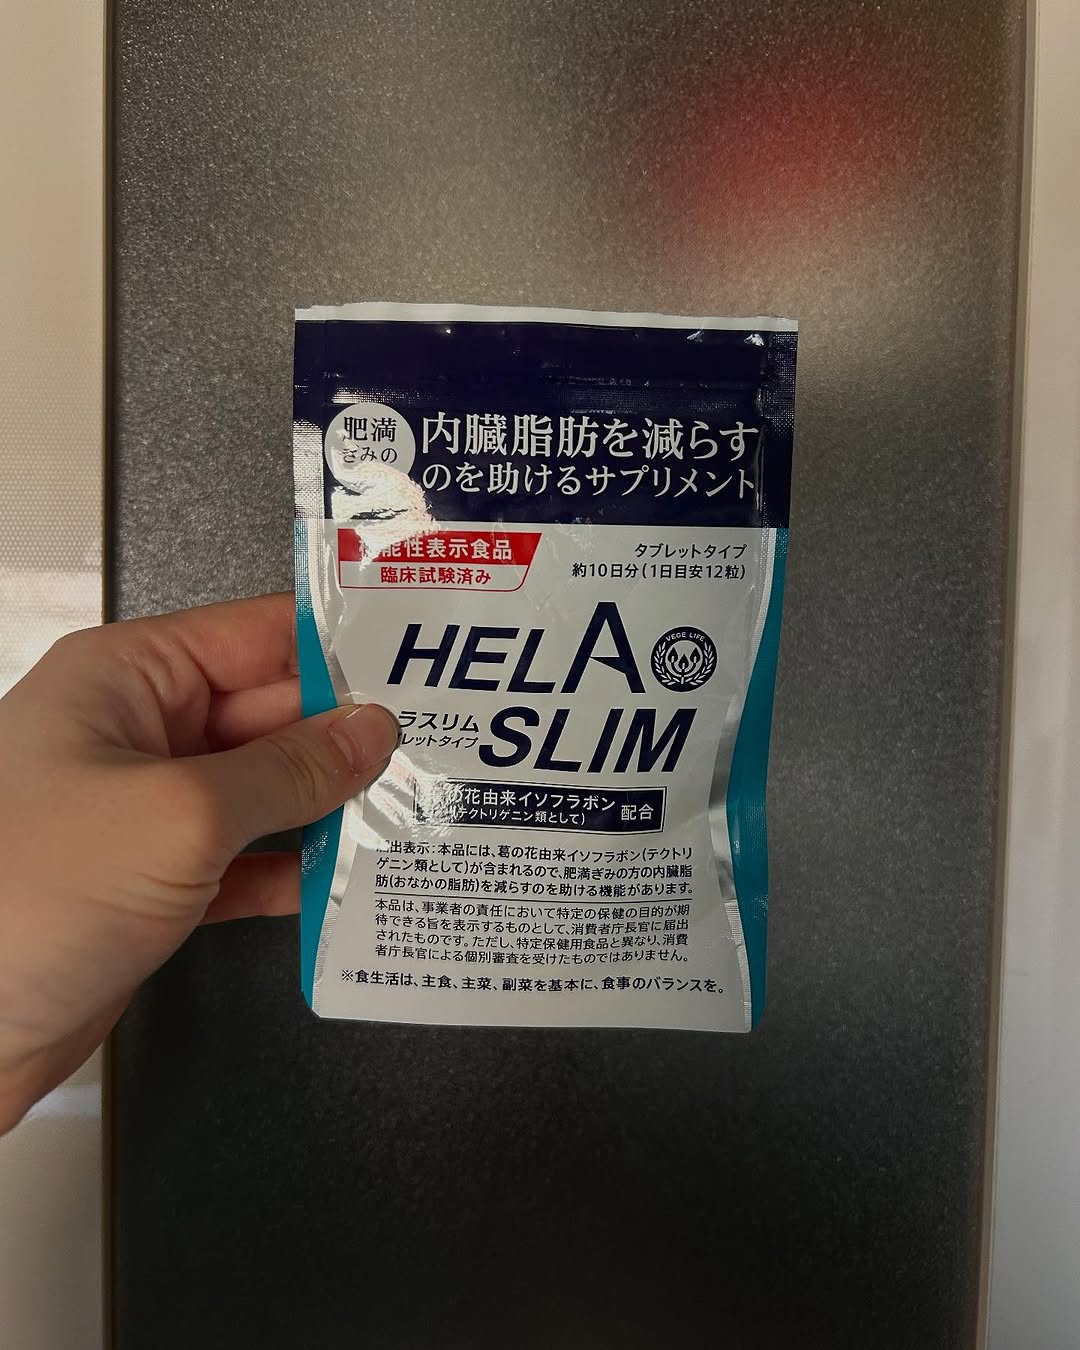 肥満
ぎみの
内臓脂肪を減らす
のを助けるサプリメント
能性表示食品
臨床試験済み
タブレットタイプ
約10日分(1日目安12粒)
HELA
VEGE LIFE
ラスリム
レットタイプ
SLIM
の花由来イソフラボン
(テクトリゲニン類として)
配合
届出表示:本品には、葛の花由来イソフラボン(テクトリ
ゲニン類として)が含まれるので、肥満ぎみの方の内臓脂
肪(おなかの脂肪)を減らすのを助ける機能があります。
本品は、事業者の責任において特定の保健の目的が期
待できる旨を表示するものとして、消費者庁長官に届出
されたものです。ただし、特定保健用食品と異なり、消費
者庁長官による個別審査を受けたものではありません。
※食生活は、主食、主菜、副菜を基本に、食事のバランスを。